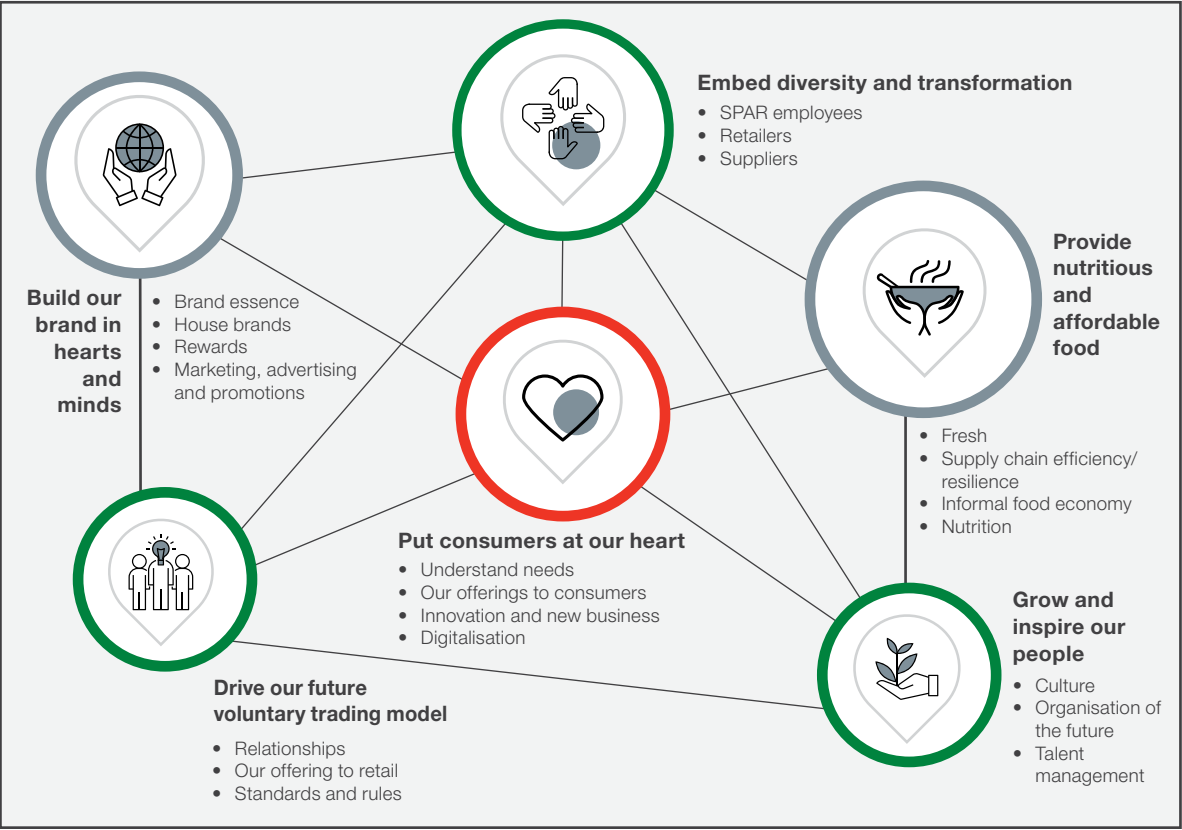 Embed diversity and transformation
• SPAR employees
• Retailers
• Suppliers
Build our
brand in
hearts
and
minds
• Brand essence
• House brands
• Rewards
• Marketing, advertising
and promotions
Provide
nutritious
and
affordable
food
• Fresh
• Supply chain efficiency/
resilience
• Informal food economy
• Nutrition
Put consumers at our heart
• Understand needs
• Our offerings to consumers
• Innovation and new business
• Digitalisation
Drive our future
voluntary trading model
• Relationships
• Our offering to retail
• Standards and rules
Grow and
inspire our
people
• Culture
• Organisation of
the future
• Talent
management